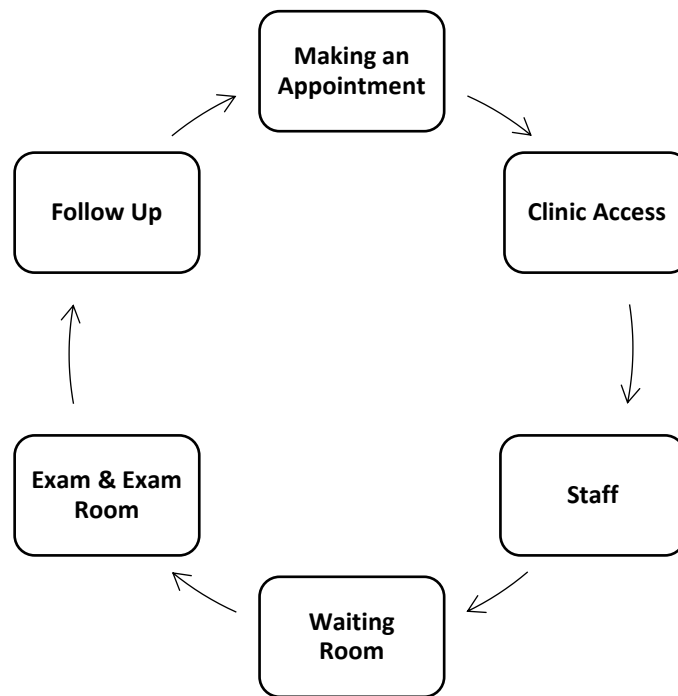 Making an
Appointment
Clinic Access
Staff
Waiting
Room
Exam & Exam
Room
Follow Up